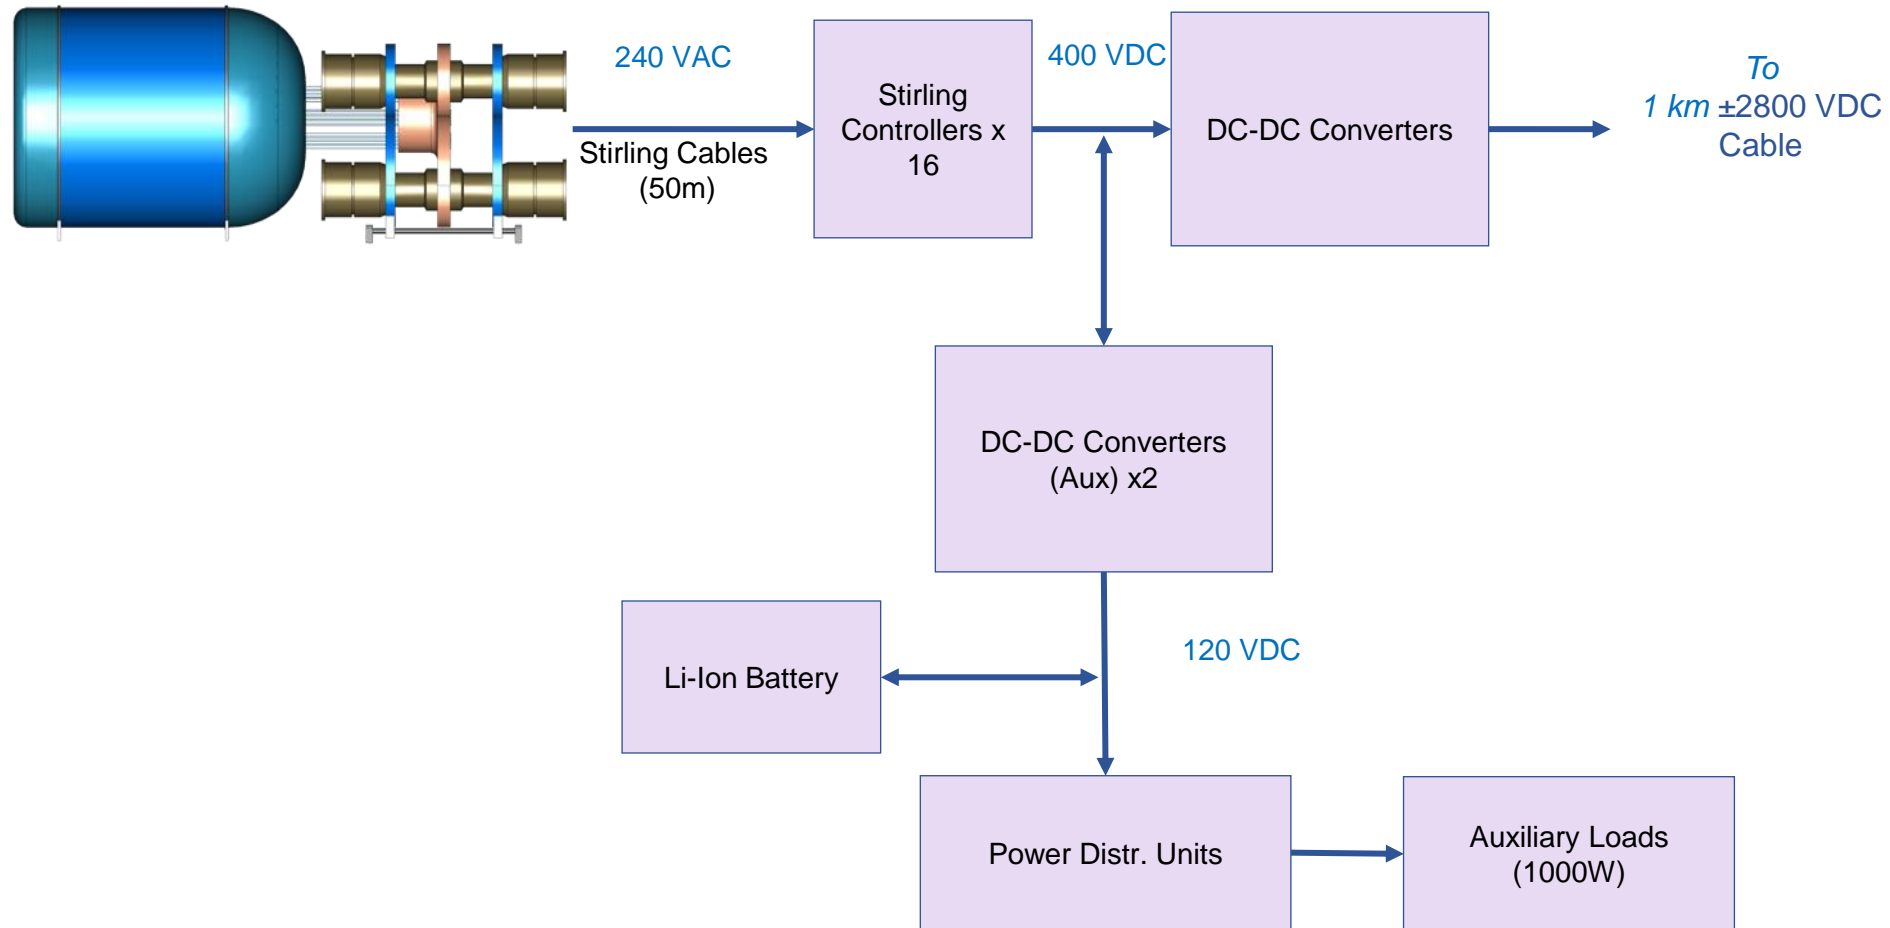 240 VAC
Stirling Cables
(50m)
Stirling
Controllers x
16
400 VDC
DC-DC Converters
To
1 km ±2800 VDC
Cable
DC-DC Converters
(Aux) x2
120 VDC
Li-Ion Battery
Power Distr. Units
Auxiliary Loads
(1000W)